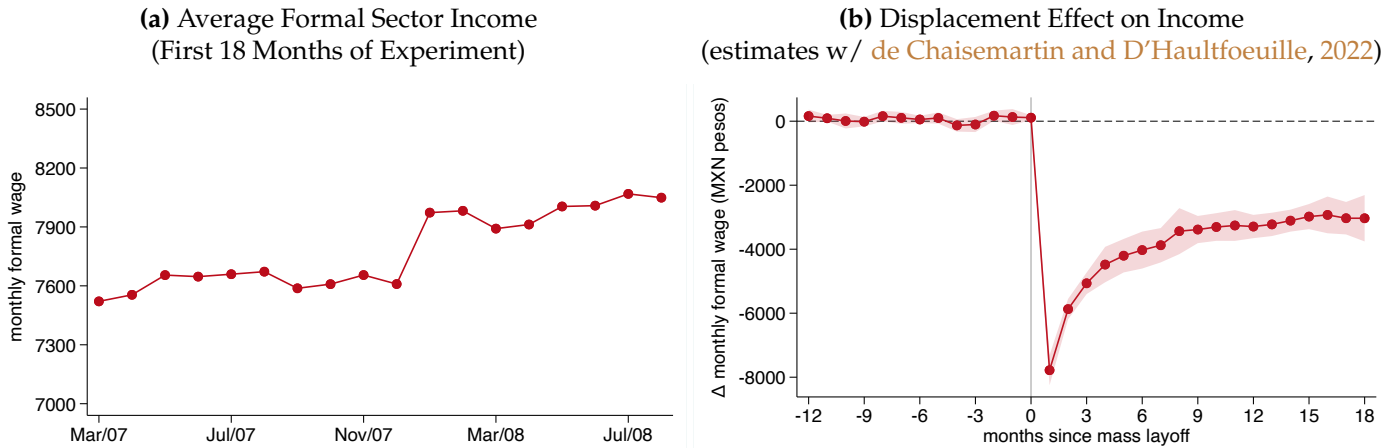 (a) Average Formal Sector Income
(First 18 Months of Experiment)
monthly formal wage
8500
8200
7900
7600
7300
7000
Mar/07 Jul/07 Nov/07 Mar/08 Jul/08
(b) Displacement Effect on Income
(estimates w/ de Chaisemartin and D'Haultfoeuille, 2022)
Δ monthly formal wage (MXN pesos)
0
-2000
-4000
-6000
-8000
-12 -9 -6 -3 0 3 6 9 12 15 18
months since mass layoff